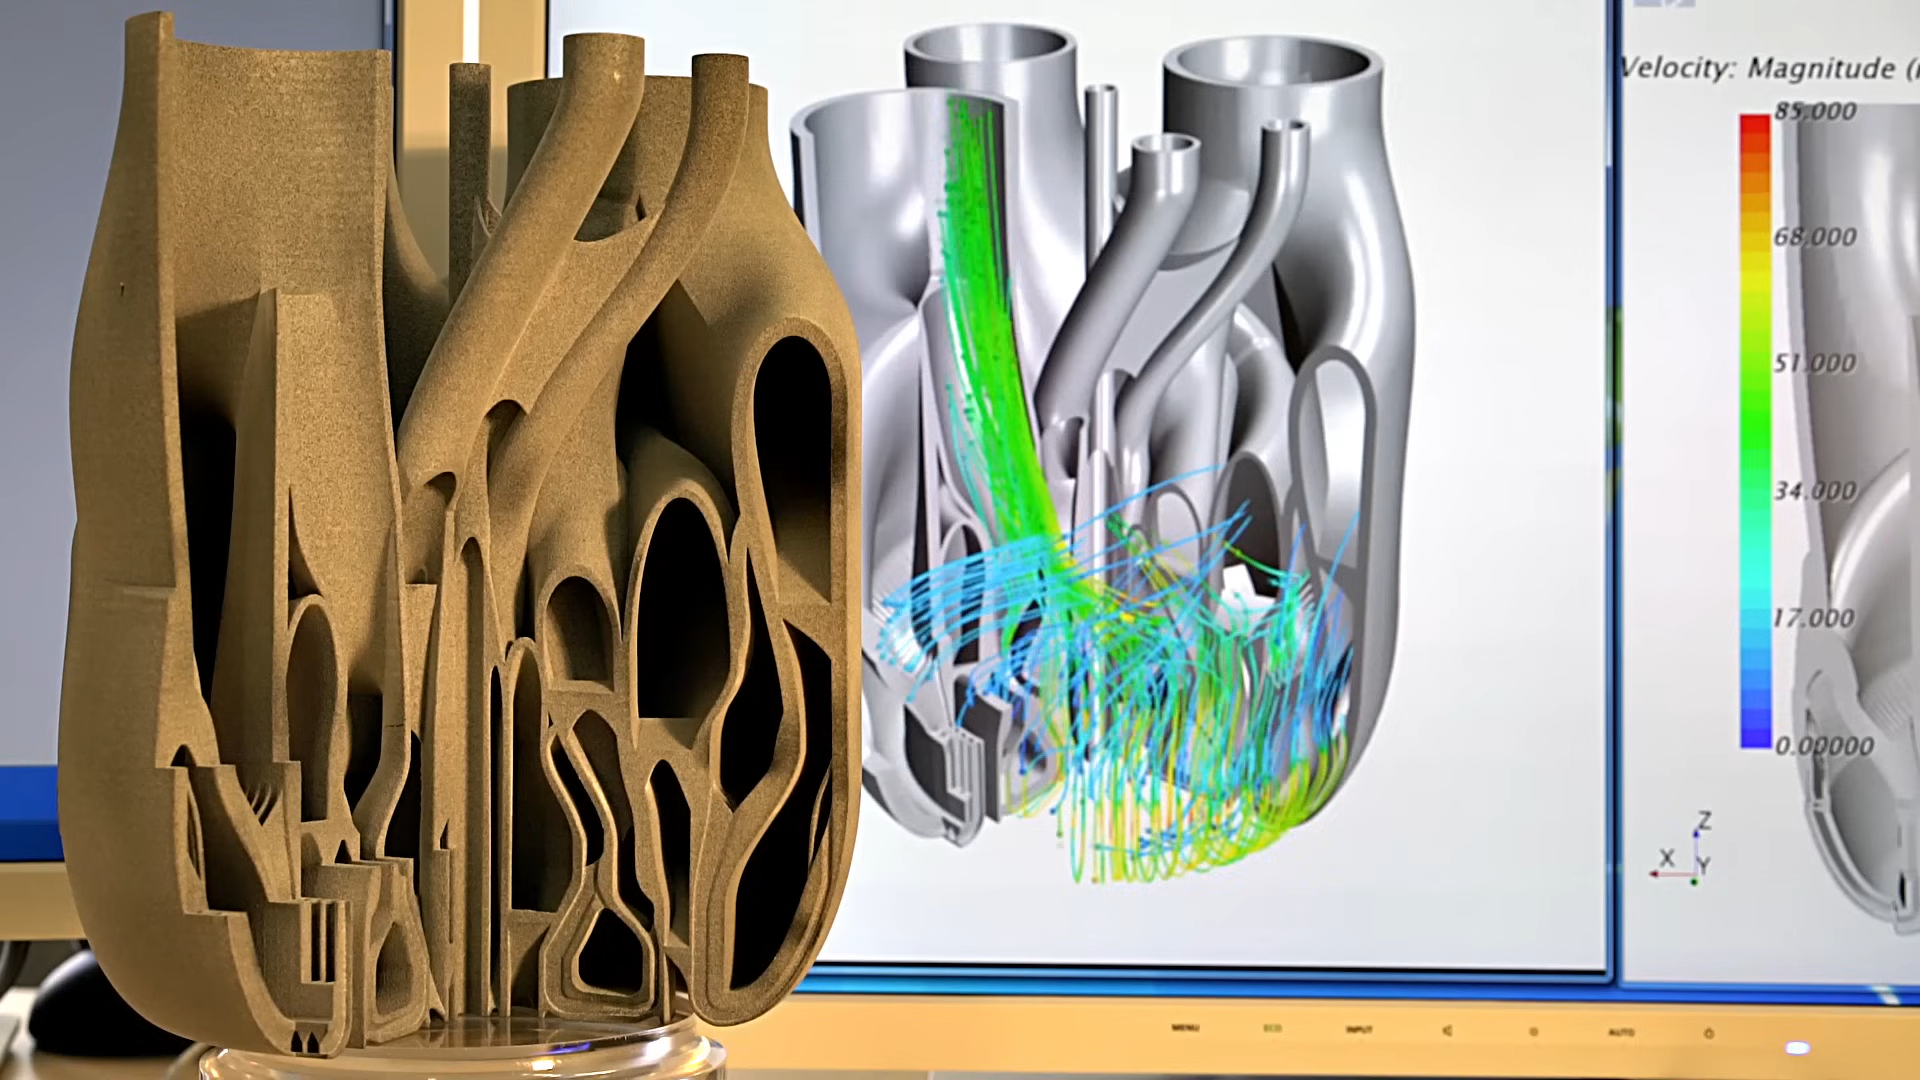 Velocity: Magnitude (
85.000
68.000
51.000
34.000
17.000
0.00000
Z
X
Y
MENU
ECO
INPUT
AUTO